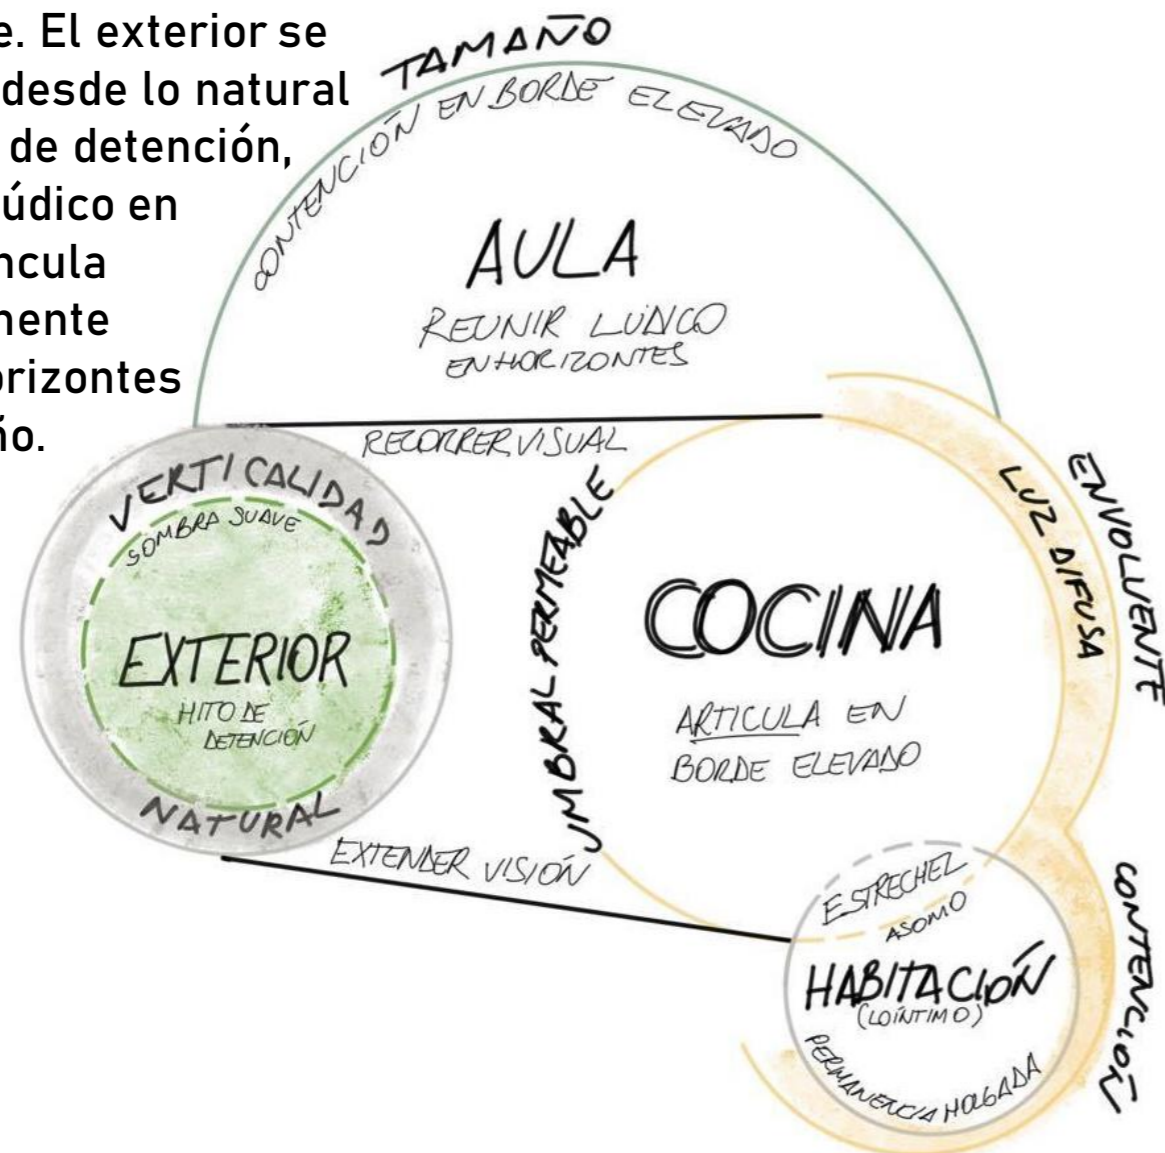 e. El exterior se
desde lo natural
de detención,
údico en
ncula
mente
orizontes
ño.
TAMAÑO
CONTENCIÓN EN BORDE ELEVADO
AULA
REUNIR LÚDICO
EN HORIZONTES
RECORRER VISUAL
VERTICALIDAD
SOMBRA SUAVE
EXTERIOR
HITO DE
DETENCIÓN
NATURAL
EXTENDER VISIÓN
UMBRAL PERMEABLE
COCINA
ARTICULA EN
BORDE ELEVADO
LUZ DIFUSA
ENVOLVENTE
ESTRECHEZ
ASOMO
HABITACIÓN
(LO ÍNTIMO)
PERMANENCIA HOLGADA
CONTENCIÓN